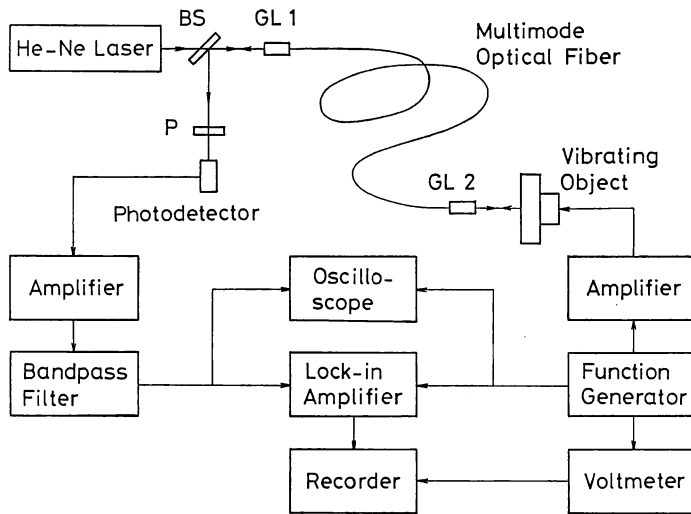 BS
GL 1
He-Ne Laser
Multimode
Optical Fiber
P
Vibrating
Object
GL 2
Photodetector
Amplifier
Oscillo-
scope
Amplifier
Bandpass
Filter
Lock-in
Amplifier
Function
Generator
Recorder
Voltmeter